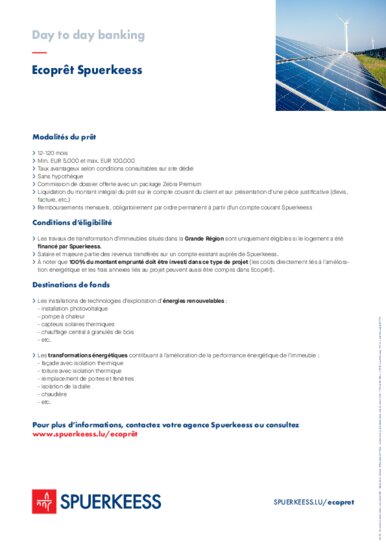 Day to day banking
Ecoprêt Spuerkeess
Modalités du prêt
> 12-120 mois
> Min. EUR 5.000 et max. EUR 100.000
> Taux avantageux selon conditions consultables sur site dédié
> Sans hypothèque
> Commission de dossier offerte avec un package Zebra Premium
> Liquidation du montant intégral du prêt sur le compte courant du client et sur présentation d'une pièce justificative (devis,
facture, etc.)
> Remboursements mensuels, obligatoirement par ordre permanent à partir d'un compte courant Spuerkeess
Conditions d'éligibilité
> Les travaux de transformation d'immeubles situés dans la Grande Région sont uniquement éligibles si le logement a été
financé par Spuerkeess.
> Salaire et majeure partie des revenus transférés sur un compte existant auprès de Spuerkeess.
> A noter que 100% du montant emprunté doit être investi dans ce type de projet (les coûts directement liés à l'améliora-
tion énergétique et les frais annexes liés au projet peuvent aussi être compris dans Ecoprêt).
Destinations de fonds
> Les installations de technologies d'exploitation d'énergies renouvelables :
- installation photovoltaïque
- pompe à chaleur
- capteurs solaires thermiques
- chauffage central à granulés de bois
- etc.
> Les transformations énergétiques contribuant à l'amélioration de la performance énergétique de l'immeuble :
- façade avec isolation thermique
- toiture avec isolation thermique
- remplacement de portes et fenêtres
- isolation de la dalle
- chaudière
- etc.
Pour plus d'informations, contactez votre agence Spuerkeess ou consultez
www.spuerkeess.lu/ecoprêt
SPUERKEESS
SPUERKEESS.LU/ecopret